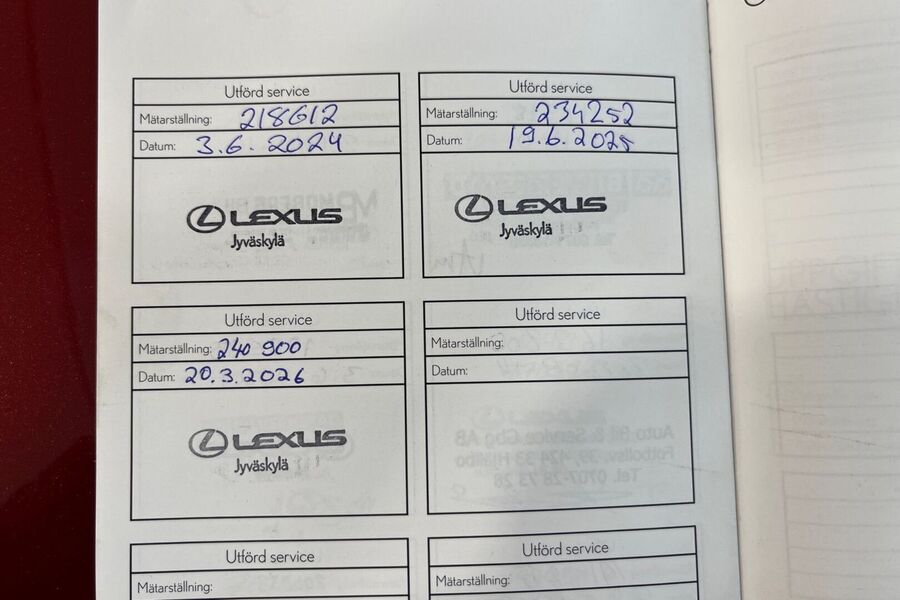 Utförd service
Mätarställning: 218612
Datum: 3.6. 2024
LEXUS
Jyväskylä
Utförd service
Mätarställning: 234252
Datum: 19.6.2025
LEXUS
Jyväskylä
Utförd service
Mätarställning: 240 900
Datum: 20.3.2026
LEXUS
Jyväskylä
Utförd service
Mätarställning:
Datum:
Auto Bil & Service Gbg AB
Utförd service
Mätarställning:
Utförd service
Mätarställning: